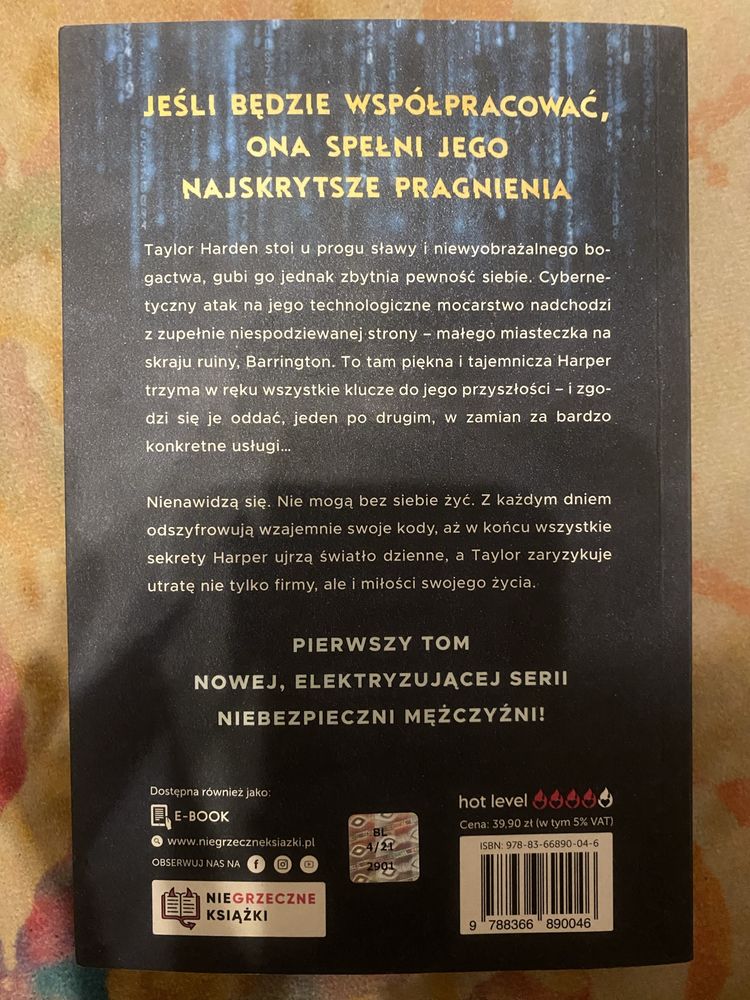 JEŚLI BĘDZIE WSPÓŁPRACOWAĆ,
ONA SPEŁNI JEGO
NAJSKRYTSZE PRAGNIENIA
Taylor Harden stoi u progu sławy i niewyobrażalnego bo-
gactwa, gubi go jednak zbytnia pewność siebie. Cyberne-
tyczny atak na jego technologiczne mocarstwo nadchodzi
z zupełnie niespodziewanej strony – małego miasteczka na
skraju ruiny, Barrington. To tam piękna i tajemnicza Harper
trzyma w ręku wszystkie klucze do jego przyszłości – i zgo-
dzi się je oddać, jeden po drugim, w zamian za bardzo
konkretne usługi...
Nienawidzą się. Nie mogą bez siebie żyć. Z każdym dniem
odszyfrowują wzajemnie swoje kody, aż w końcu wszystkie
sekrety Harper ujrzą światło dzienne, a Taylor zaryzykuje
utratę nie tylko firmy, ale i miłości swojego życia.
PIERWSZY TOM
NOWEJ, ELEKTRYZUJĄCEJ SERII
NIEBEZPIECZNI MĘŻCZYŹNI!
Dostępna również jako:
E-BOOK
www.niegrzeczneksiazki.pl
OBSERWUJ NAS NA
NIEGRZECZNE
KSIĄŻKI
BL
4/21
2901
hot level
Cena: 39,90 zł (w tym 5% VAT)
ISBN: 978-83-66890-04-6
9 788366 890046